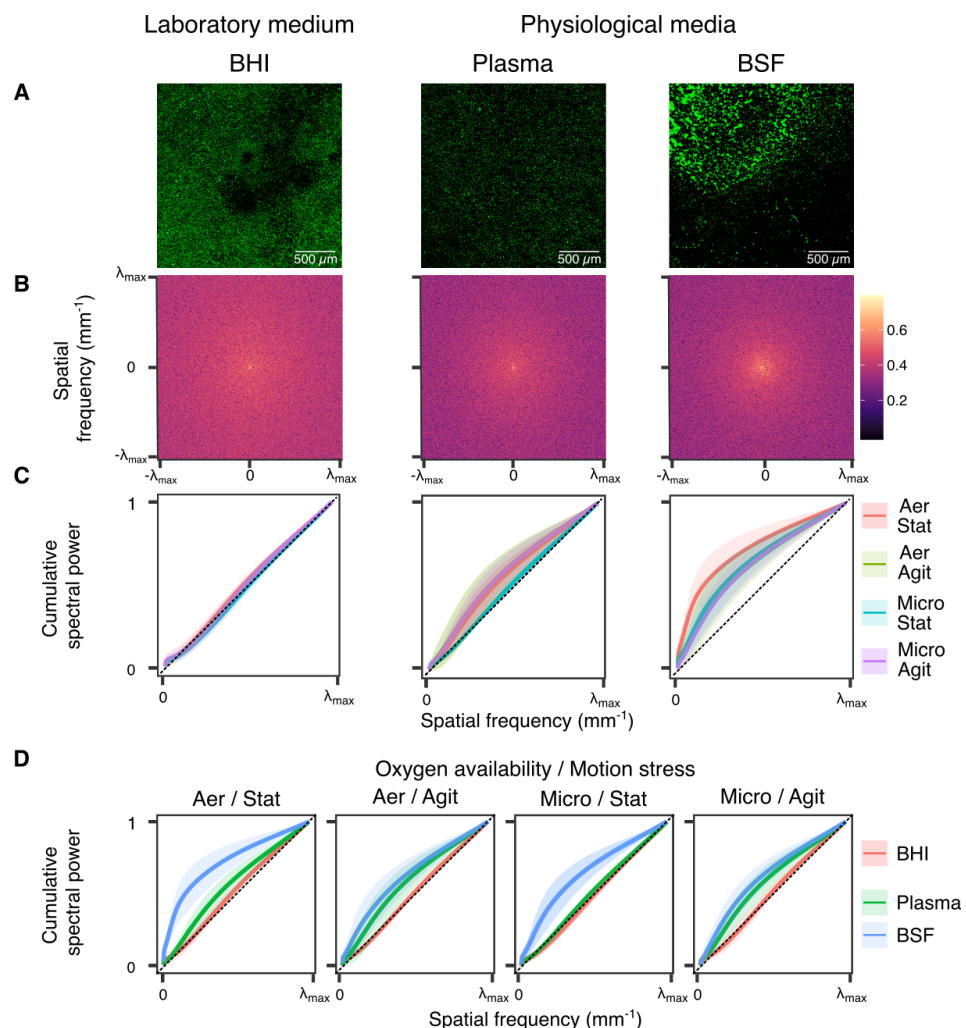 Laboratory medium
Physiological media
BHI
Plasma
BSF
A
500 µm
500 µm
500 µm
B
Spatial
frequency (mm-1)
λmax
0
-λmax
-λmax
0
λmax
-λmax
0
λmax
-λmax
0
λmax
0.6
0.4
0.2
C
Cumulative
spectral power
1
0
0
λmax
0
λmax
0
λmax
Spatial frequency (mm-1)
Aer
Stat
Aer
Agit
Micro
Stat
Micro
Agit
D
Oxygen availability / Motion stress
Aer / Stat
Aer / Agit
Micro / Stat
Micro / Agit
Cumulative
spectral power
1
0
0
λmax
0
λmax
0
λmax
0
λmax
Spatial frequency (mm-1)
BHI
Plasma
BSF